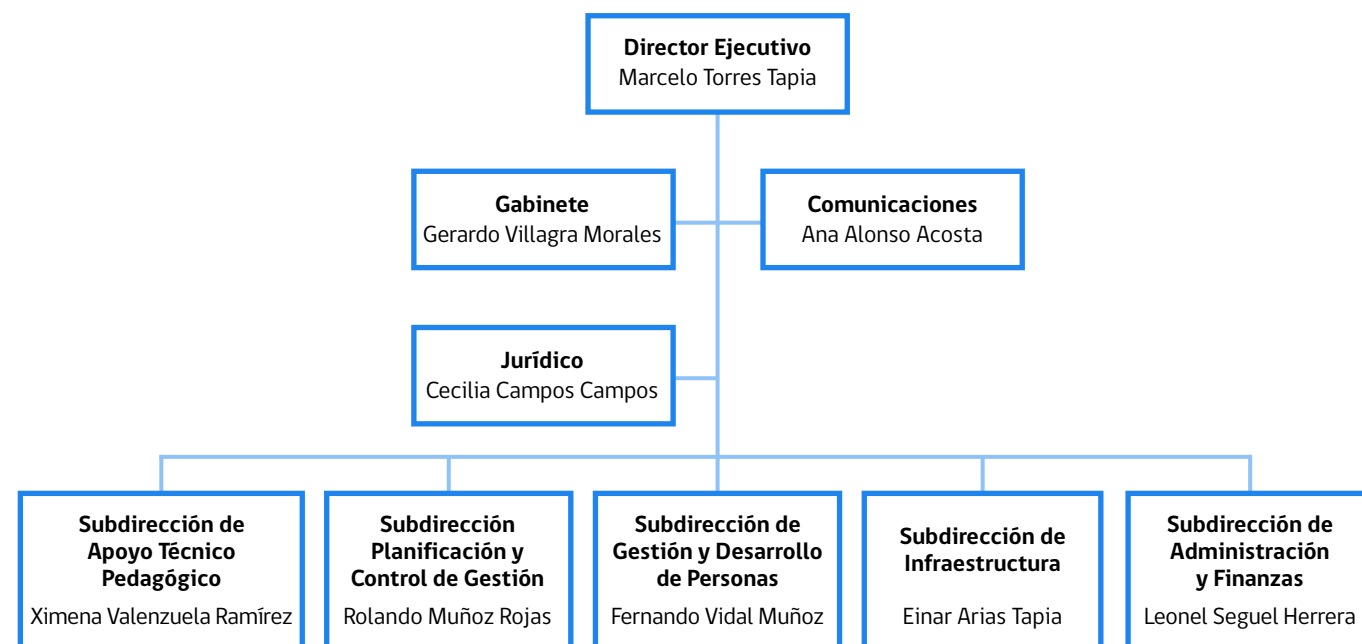 Director Ejecutivo
Marcelo Torres Tapia
Gabinete
Gerardo Villagra Morales
Comunicaciones
Ana Alonso Acosta
Jurídico
Cecilia Campos Campos
Subdirección de
Apoyo Técnico
Pedagógico
Ximena Valenzuela Ramírez
Subdirección
Planificación y
Control de Gestión
Rolando Muñoz Rojas
Subdirección de
Gestión y Desarrollo
de Personas
Fernando Vidal Muñoz
Subdirección de
Infraestructura
Einar Arias Tapia
Subdirección de
Administración
y Finanzas
Leonel Seguel Herrera